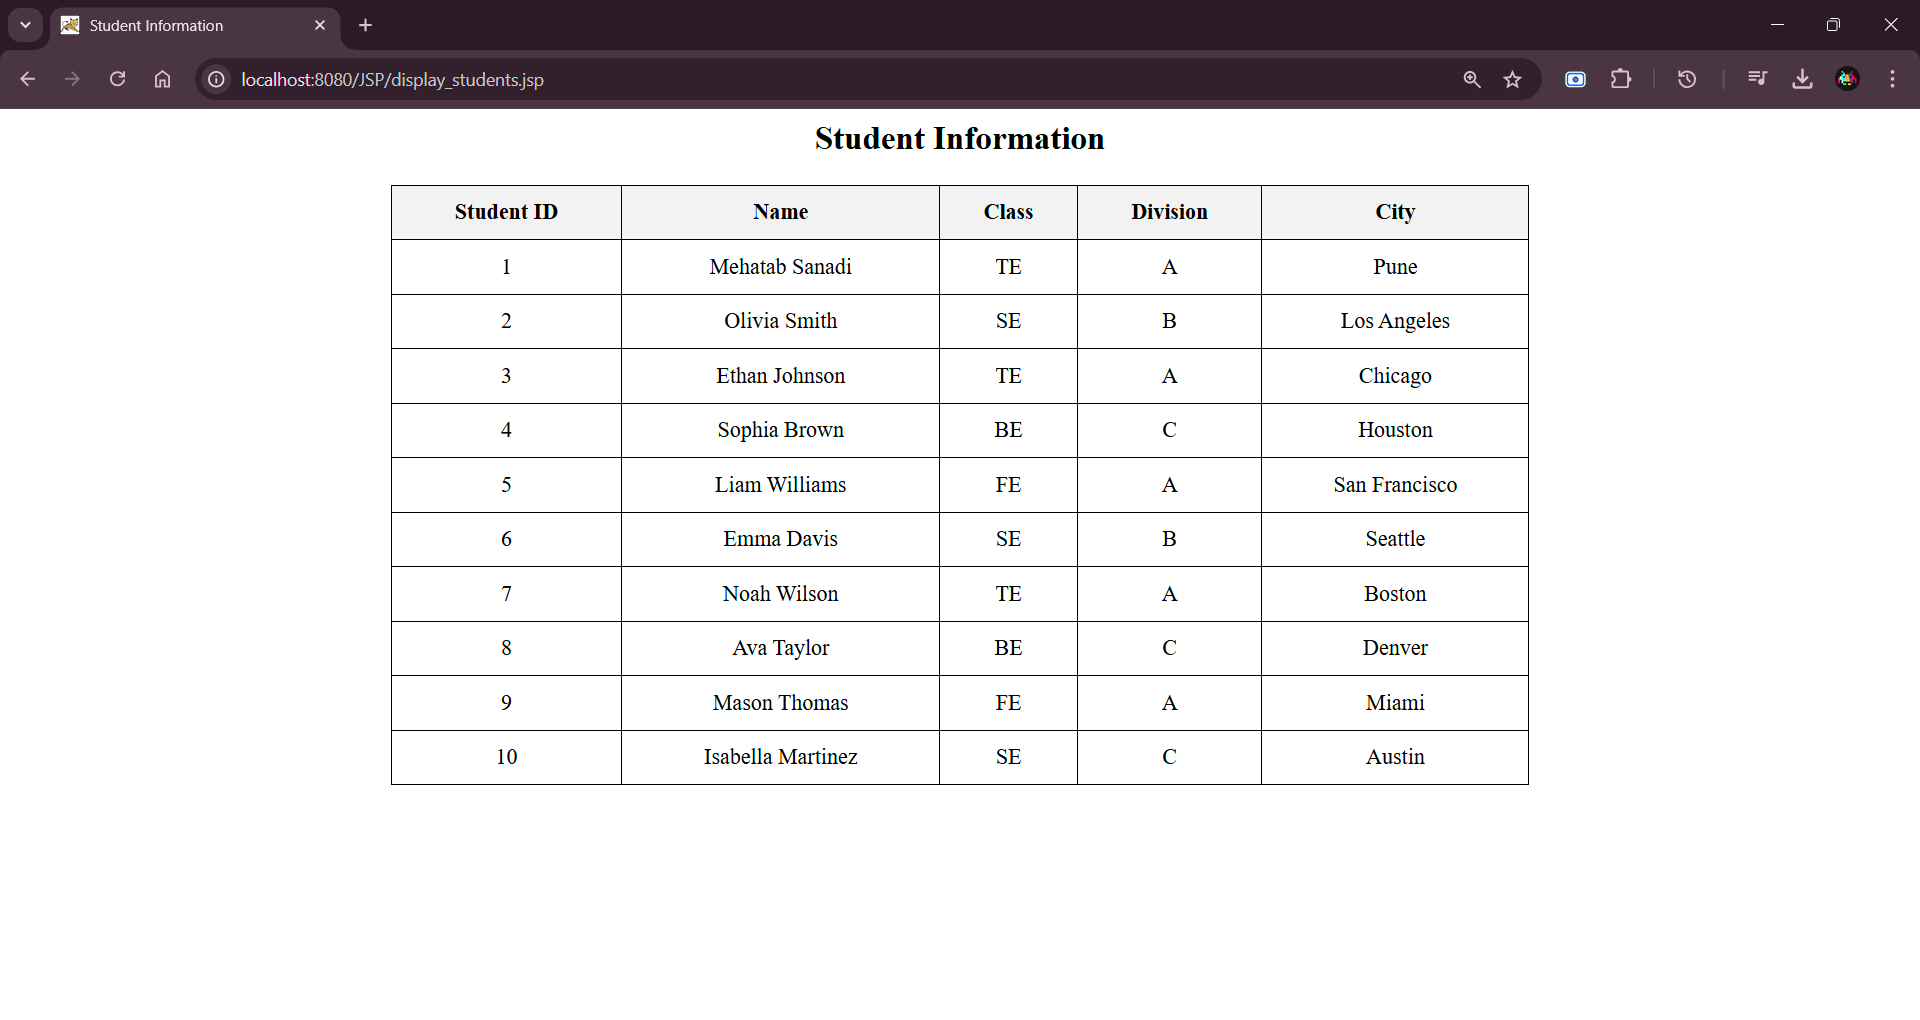 Student Information
localhost:8080/JSP/display_students.jsp
Student Information
Student ID Name Class Division City
1 Mehatab Sanadi TE A Pune
2 Olivia Smith SE B Los Angeles
3 Ethan Johnson TE A Chicago
4 Sophia Brown BE C Houston
5 Liam Williams FE A San Francisco
6 Emma Davis SE B Seattle
7 Noah Wilson TE A Boston
8 Ava Taylor BE C Denver
9 Mason Thomas FE A Miami
10 Isabella Martinez SE C Austin